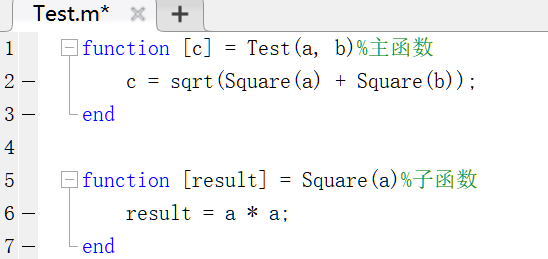 Test.m* × +
1 function [c] = Test(a, b)%主函数
2 — c = sqrt(Square(a) + Square(b));
3 — end
4
5 function [result] = Square(a)%子函数
6 — result = a * a;
7 — end